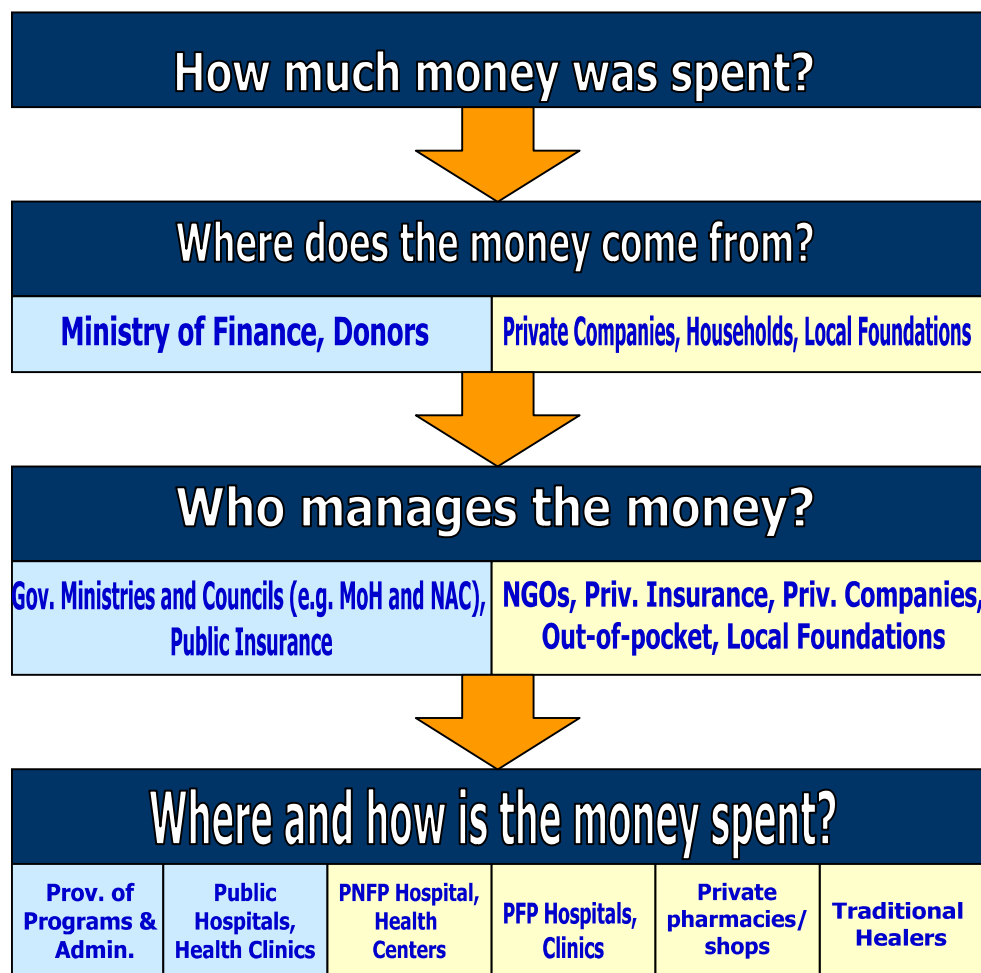 How much money was spent?
Where does the money come from?
Ministry of Finance, Donors
Private Companies, Households, Local Foundations
Who manages the money?
Gov. Ministries and Councils (e.g. MoH and NAC),
Public Insurance
NGOs, Priv. Insurance, Priv. Companies,
Out-of-pocket, Local Foundations
Where and how is the money spent?
Prov. of
Programs &
Admin.
Public
Hospitals,
Health Clinics
PNFP Hospital,
Health
Centers
PFP Hospitals,
Clinics
Private
pharmacies/
shops
Traditional
Healers